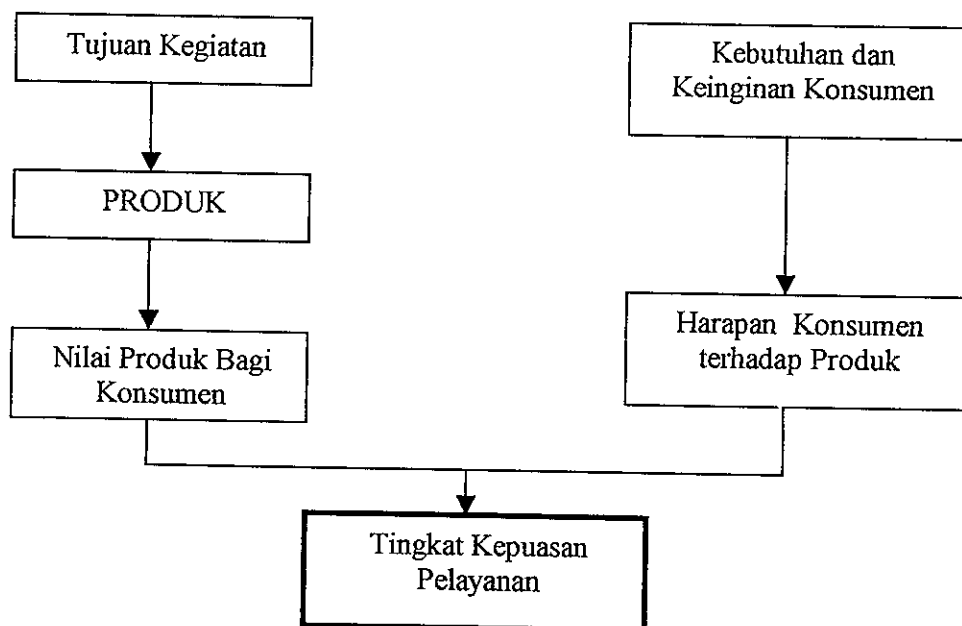 Tujuan Kegiatan
Kebutuhan dan
Keinginan Konsumen
PRODUK
Nilai Produk Bagi
Konsumen
Harapan Konsumen
terhadap Produk
Tingkat Kepuasan
Pelayanan